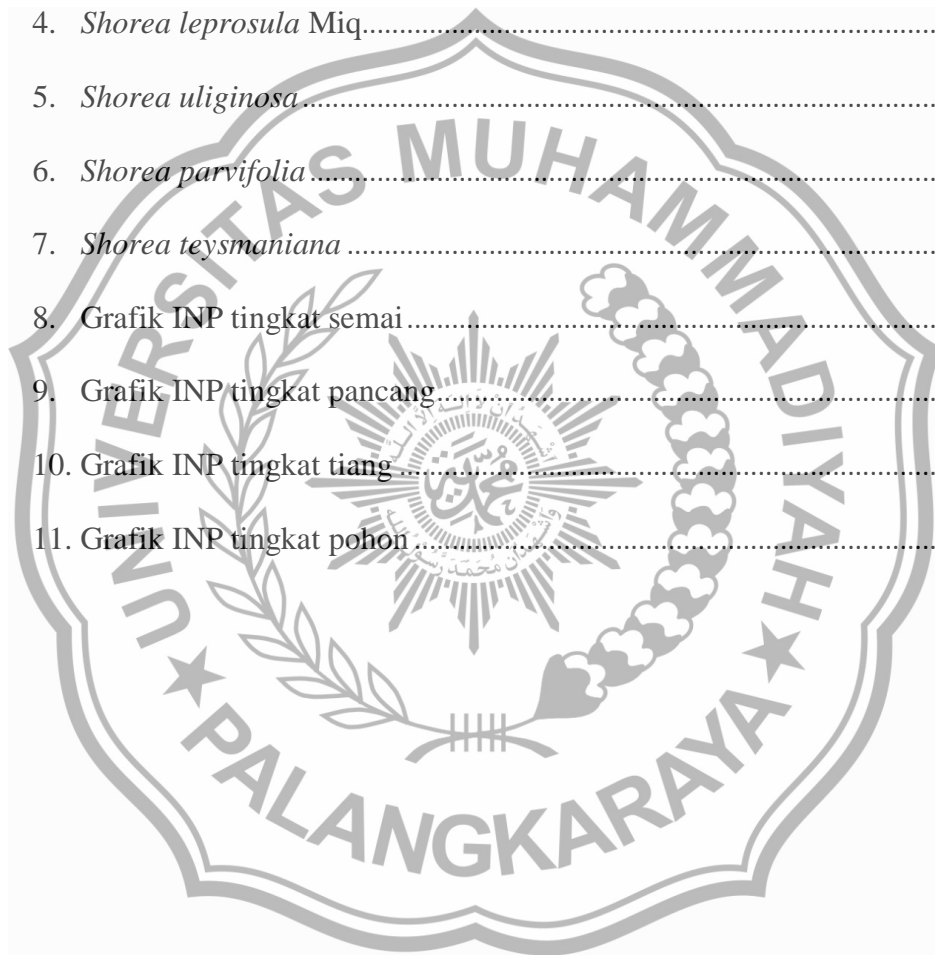 4. Shorea leprosula Miq................................................................................
5. Shorea uliginosa................................................................................
6. Shorea parvifolia................................................................................
7. Shorea teysmaniana ................................................................................
8. Grafik INP tingkat semai................................................................................
9. Grafik INP tingkat pancang................................................................................
10. Grafik INP tingkat tiang................................................................................
11. Grafik INP tingkat pohon ................................................................................
UNIVERSITAS MUHAMMADIYAH
PALANGKARAYA